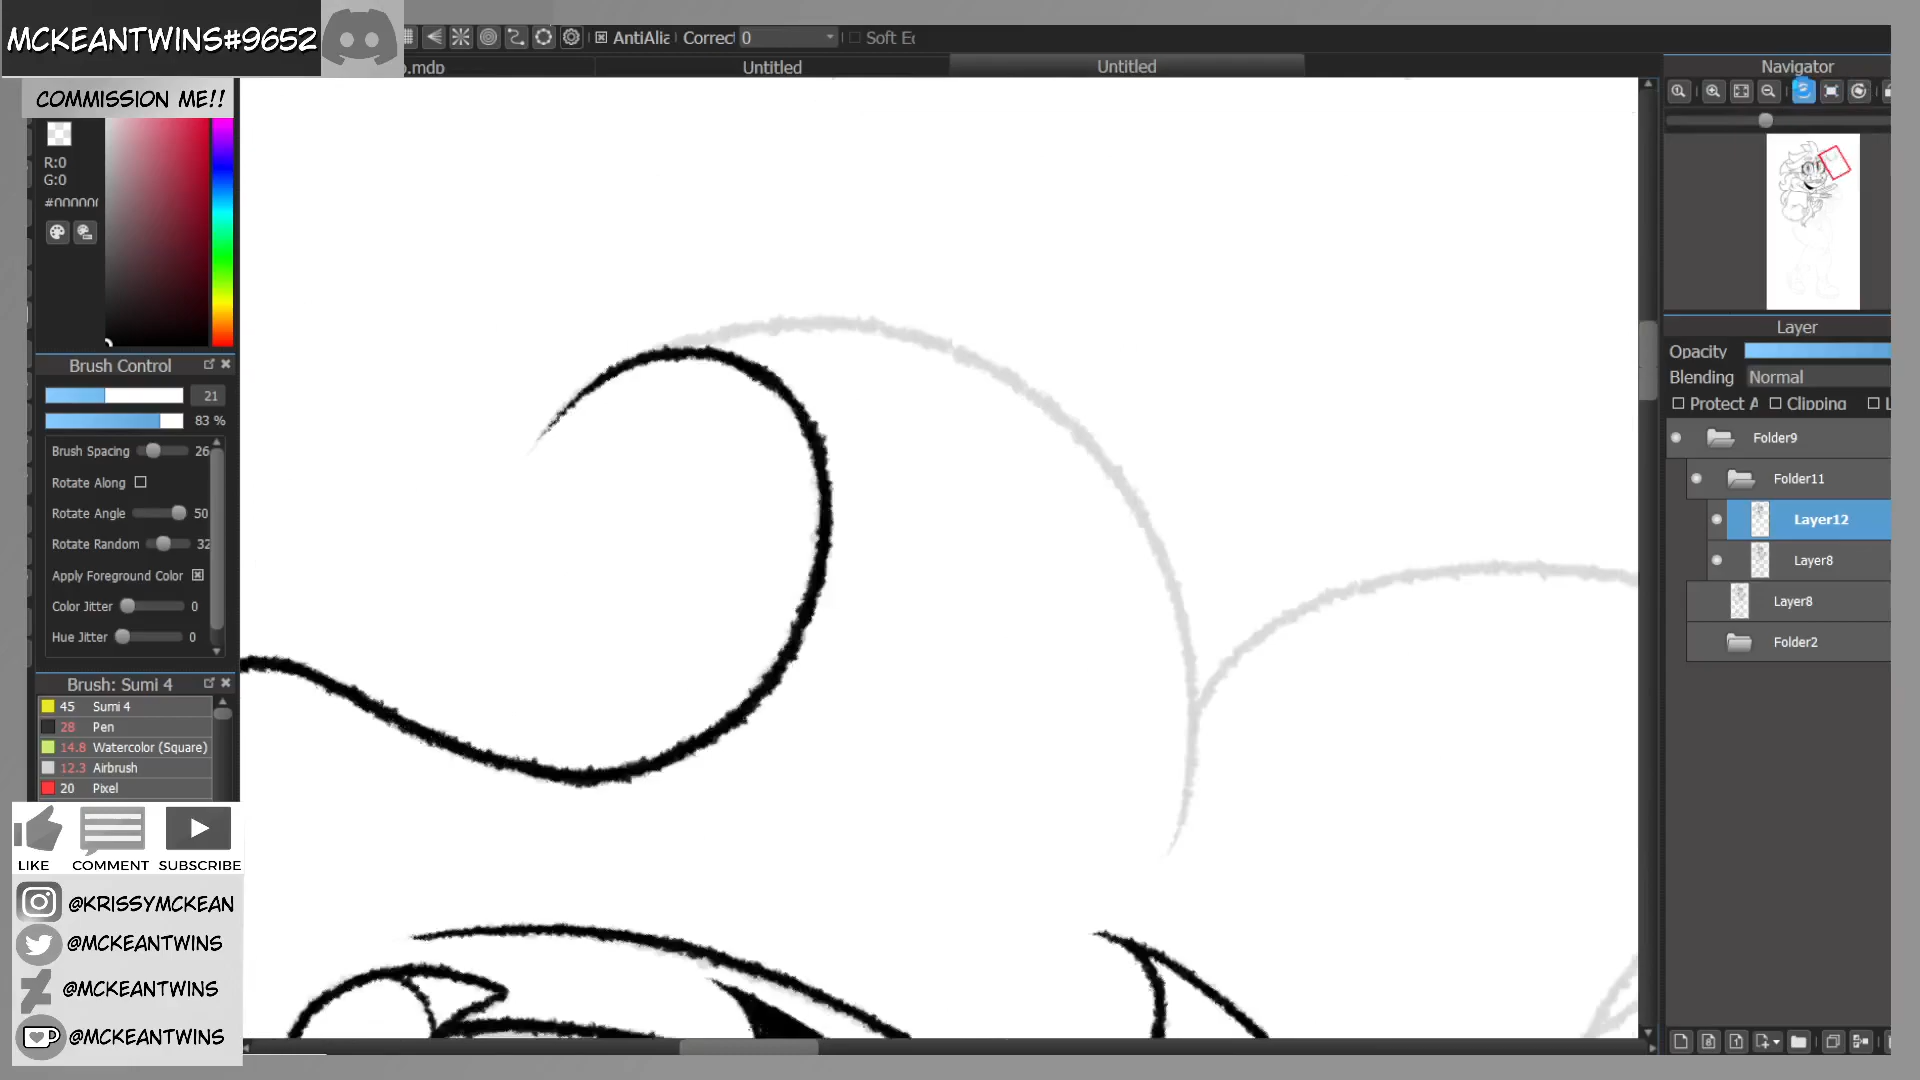 MCKEANTWINS#9652
COMMISSION ME!!
AntiAlia
Correct
0
Soft Ec
.mdp
Untitled
Untitled
Navigator
R:0
G:0
#000000
Brush Control
21
83 %
Brush Spacing 26
Rotate Along
Rotate Angle 50
Rotate Random 32
Apply Foreground Color
Color Jitter 0
Hue Jitter 0
Brush: Sumi 4
45 Sumi 4
28 Pen
14.8 Watercolor (Square)
12.3 Airbrush
20 Pixel
LIKE COMMENT SUBSCRIBE
@KRISSYMCKEAN
@MCKEANTWINS
@MCKEANTWINS
@MCKEANTWINS
Layer
Opacity
Blending Normal
Protect A Clipping L
Folder9
Folder11
Layer12
Layer8
Layer8
Folder2